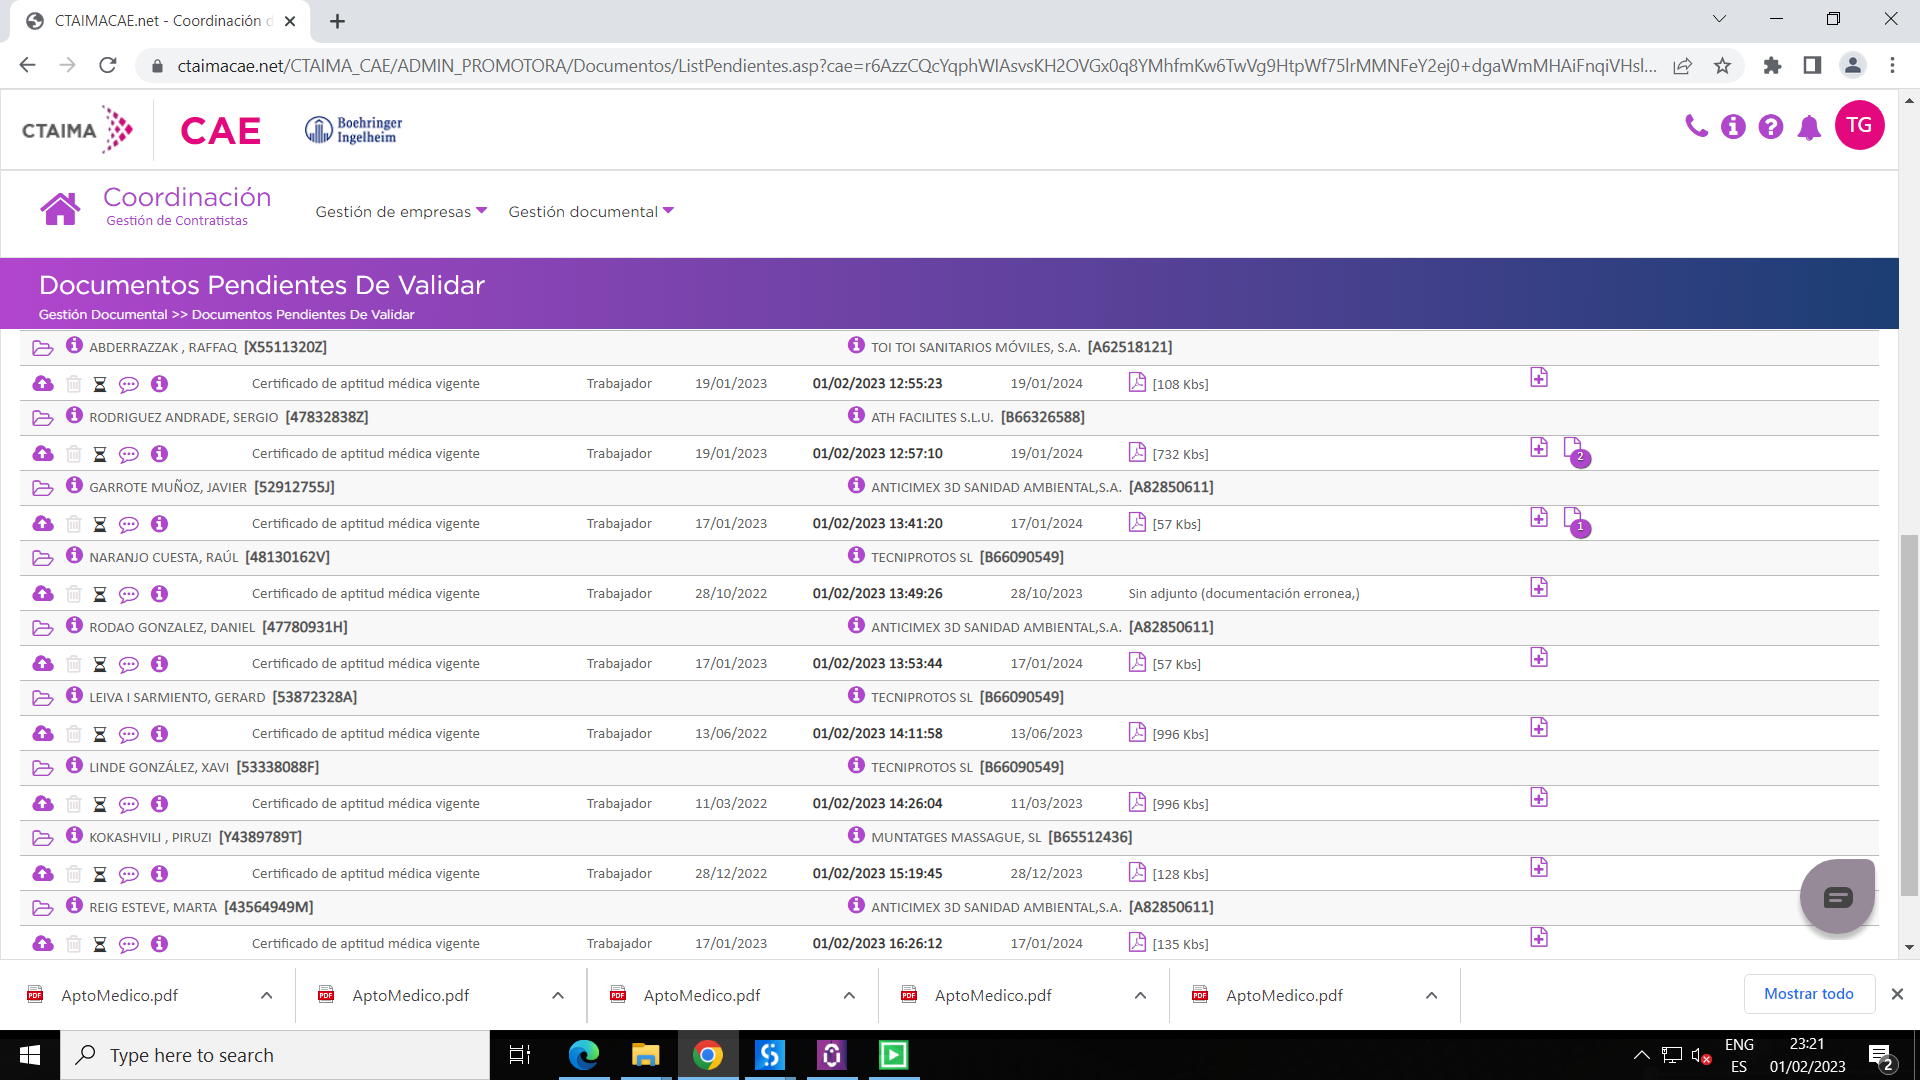 CTAIMACAE.net - Coordinación d
ctaimacae.net/CTAIMA_CAE/ADMIN_PROMOTORA/Documentos/ListPendientes.asp?cae=r6AzzCQcYqphWIAsvsKH2OVGx0q8YMhfmKw6TwVg9HtpWf75lrMMNFeY2ej0+dgaWmMHAiFnqiVHsl...
CTAIMA CAE Boehringer Ingelheim TG
Coordinación
Gestión de Contratistas
Gestión de empresas Gestión documental
Documentos Pendientes De Validar
Gestión Documental >> Documentos Pendientes De Validar
ABDERRAZZAK , RAFFAQ [X5511320Z] TOI TOI SANITARIOS MÓVILES, S.A. [A62518121]
Certificado de aptitud médica vigente Trabajador 19/01/2023 01/02/2023 12:55:23 19/01/2024 [108 Kbs]
RODRIGUEZ ANDRADE, SERGIO [47832838Z] ATH FACILITES S.L.U. [B66326588]
Certificado de aptitud médica vigente Trabajador 19/01/2023 01/02/2023 12:57:10 19/01/2024 [732 Kbs] 2
GARROTE MUÑOZ, JAVIER [52912755J] ANTICIMEX 3D SANIDAD AMBIENTAL,S.A. [A82850611]
Certificado de aptitud médica vigente Trabajador 17/01/2023 01/02/2023 13:41:20 17/01/2024 [57 Kbs] 1
NARANJO CUESTA, RAÚL [48130162V] TECNIPROTOS SL [B66090549]
Certificado de aptitud médica vigente Trabajador 28/10/2022 01/02/2023 13:49:26 28/10/2023 Sin adjunto (documentación erronea,)
RODAO GONZALEZ, DANIEL [47780931H] ANTICIMEX 3D SANIDAD AMBIENTAL,S.A. [A82850611]
Certificado de aptitud médica vigente Trabajador 17/01/2023 01/02/2023 13:53:44 17/01/2024 [57 Kbs]
LEIVA I SARMIENTO, GERARD [53872328A] TECNIPROTOS SL [B66090549]
Certificado de aptitud médica vigente Trabajador 13/06/2022 01/02/2023 14:11:58 13/06/2023 [996 Kbs]
LINDE GONZÁLEZ, XAVI [53338088F] TECNIPROTOS SL [B66090549]
Certificado de aptitud médica vigente Trabajador 11/03/2022 01/02/2023 14:26:04 11/03/2023 [996 Kbs]
KOKASHVILI , PIRUZI [Y4389789T] MUNTATGES MASSAGUE, SL [B65512436]
Certificado de aptitud médica vigente Trabajador 28/12/2022 01/02/2023 15:19:45 28/12/2023 [128 Kbs]
REIG ESTEVE, MARTA [43564949M] ANTICIMEX 3D SANIDAD AMBIENTAL,S.A. [A82850611]
Certificado de aptitud médica vigente Trabajador 17/01/2023 01/02/2023 16:26:12 17/01/2024 [135 Kbs]
AptoMedico.pdf AptoMedico.pdf AptoMedico.pdf AptoMedico.pdf AptoMedico.pdf Mostrar todo
Type here to search
ENG 23:21
ES 01/02/2023 2